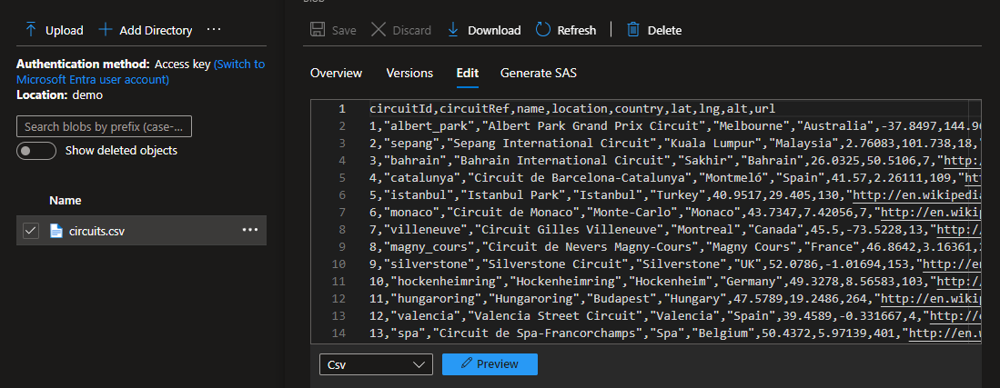 blob
Upload
Add Directory
Authentication method: Access key (Switch to
Microsoft Entra user account)
Location: demo
Search blobs by prefix (case-...
Show deleted objects
Name
circuits.csv
Save
Discard
Download
Refresh
Delete
Overview
Versions
Edit
Generate SAS
1 circuitId,circuitRef,name,location,country,lat,lng,alt,url
2 1,"albert_park","Albert Park Grand Prix Circuit","Melbourne","Australia",-37.8497,144.96
3 2,"sepang","Sepang International Circuit","Kuala Lumpur","Malaysia",2.76083,101.738,18,"
4 3,"bahrain","Bahrain International Circuit","Sakhir","Bahrain",26.0325,50.5106,7,"http:/
5 4,"catalunya","Circuit de Barcelona-Catalunya","Montmeló","Spain",41.57,2.26111,109,"ht
6 5,"istanbul","Istanbul Park","Istanbul","Turkey",40.9517,29.405,130,"http://en.wikipedi
7 6,"monaco","Circuit de Monaco","Monte-Carlo","Monaco",43.7347,7.42056,7,"http://en.wiki
8 7,"villeneuve","Circuit Gilles Villeneuve","Montreal","Canada",45.5,-73.5228,13,"http:/
9 8,"magny_cours","Circuit de Nevers Magny-Cours","Magny Cours","France",46.8642,3.16361,
10 9,"silverstone","Silverstone Circuit","Silverstone","UK",52.0786,-1.01694,153,"http://en
11 10,"hockenheimring","Hockenheimring","Hockenheim","Germany",49.3278,8.56583,103,"http://
12 11,"hungaroring","Hungaroring","Budapest","Hungary",47.5789,19.2486,264,"http://en.wiki
13 12,"valencia","Valencia Street Circuit","Valencia","Spain",39.4589,-0.331667,4,"http://
14 13,"spa","Circuit de Spa-Francorchamps","Spa","Belgium",50.4372,5.97139,401,"http://en.w
Csv
Preview